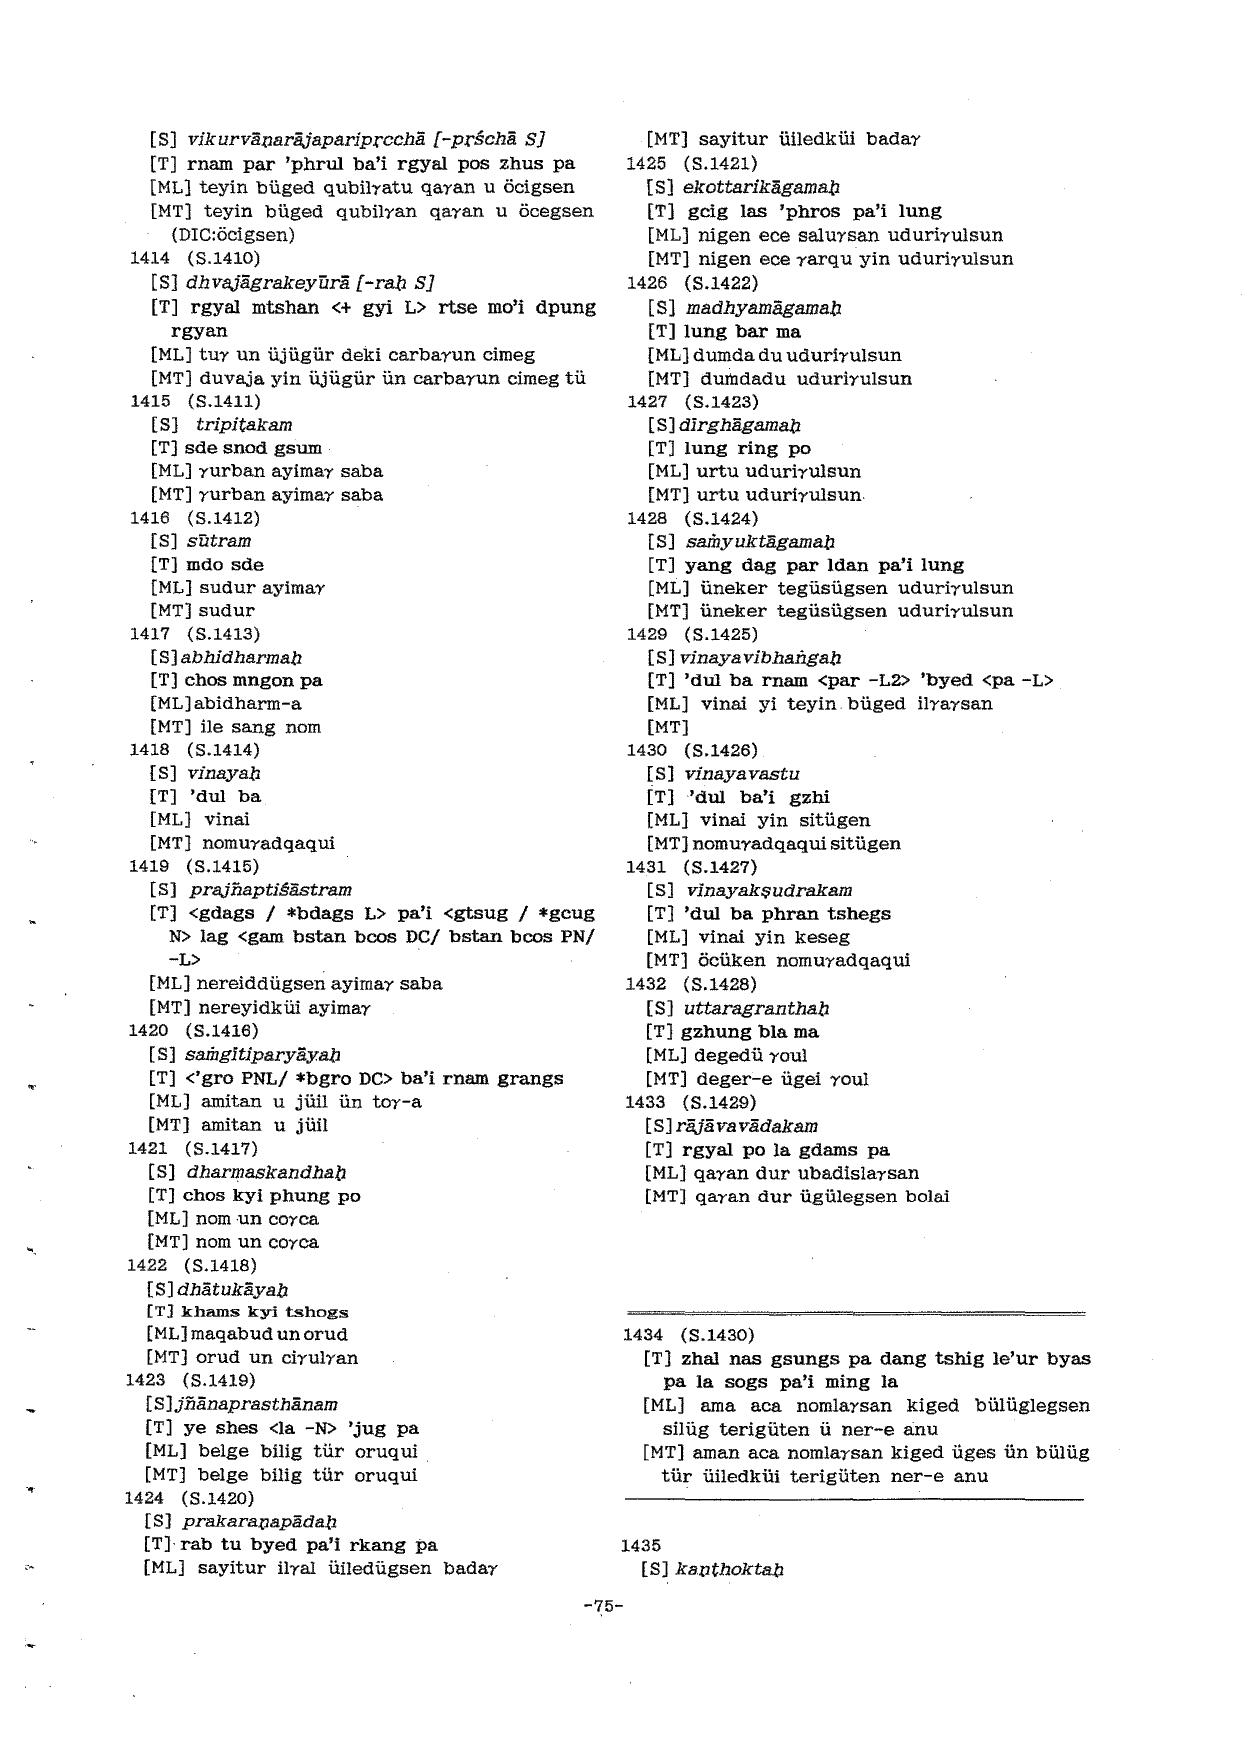 [S] vikurvāṇarājaparipṛcchā [-pṛśchā S]
[T] rnam par 'phrul ba'i rgyal pos zhus pa
[ML] teyin büged qubilγatu qaγan u öcigsen
[MT] teyin büged qubilγan qaγan u öcegsen
(DIC:öcigsen)
1414 (S.1410)
[S] dhvajāgrakeyūrā [-raḥ S]
[T] rgyal mtshan <+ gyi L> rtse mo'i dpung
rgyan
[ML] tuγ un üjügür deki carbaγun cimeg
[MT] duvaja yin üjügür ün carbaγun cimeg tü
1415 (S.1411)
[S] tripiṭakam
[T] sde snod gsum
[ML] γurban ayimaγ saba
[MT] γurban ayimaγ saba
1416 (S.1412)
[S] sūtram
[T] mdo sde
[ML] sudur ayimaγ
[MT] sudur
1417 (S.1413)
[S] abhidharmaḥ
[T] chos mngon pa
[ML] abidharm-a
[MT] ile sang nom
1418 (S.1414)
[S] vinayaḥ
[T] 'dul ba
[ML] vinai
[MT] nomuγadqaqui
1419 (S.1415)
[S] prajñaptiśāstram
[T] <gdags / *bdags L> pa'i <gtsug / *gcug
N> lag <gam bstan bcos DC/ bstan bcos PN/
-L>
[ML] nereiddügsen ayimaγ saba
[MT] nereyidküi ayimaγ
1420 (S.1416)
[S] saṁgītiparyāyaḥ
[T] <'gro PNL/ *bgro DC> ba'i rnam grangs
[ML] amitan u jüil ün toγ-a
[MT] amitan u jüil
1421 (S.1417)
[S] dharmaskandhaḥ
[T] chos kyi phung po
[ML] nom un coγca
[MT] nom un coγca
1422 (S.1418)
[S] dhātukāyaḥ
[T] khams kyi tshogs
[ML] maqabud un orud
[MT] orud un ciγulγan
1423 (S.1419)
[S] jñānaprasthānam
[T] ye shes <la -N> 'jug pa
[ML] belge bilig tür oruqui
[MT] belge bilig tür oruqui
1424 (S.1420)
[S] prakaraṇapādaḥ
[T] rab tu byed pa'i rkang pa
[ML] sayitur ilγal üiledügsen badaγ
[MT] sayitur üiledküi badaγ
1425 (S.1421)
[S] ekottarikāgamaḥ
[T] gcig las 'phros pa'i lung
[ML] nigen ece saluγsan uduriγulsun
[MT] nigen ece γarqu yin uduriγulsun
1426 (S.1422)
[S] madhyamāgamaḥ
[T] lung bar ma
[ML] dumda du uduriγulsun
[MT] dumdadu uduriγulsun
1427 (S.1423)
[S] dīrghāgamaḥ
[T] lung ring po
[ML] urtu uduriγulsun
[MT] urtu uduriγulsun
1428 (S.1424)
[S] saṁyuktāgamaḥ
[T] yang dag par ldan pa'i lung
[ML] üneker tegüsügsen uduriγulsun
[MT] üneker tegüsügsen uduriγulsun
1429 (S.1425)
[S] vinayavibhaṅgaḥ
[T] 'dul ba rnam <par -L2> 'byed <pa -L>
[ML] vinai yi teyin büged ilγaγsan
[MT]
1430 (S.1426)
[S] vinayavastu
[T] 'dul ba'i gzhi
[ML] vinai yin sitügen
[MT] nomuγadqaqui sitügen
1431 (S.1427)
[S] vinayakṣudrakam
[T] 'dul ba phran tshegs
[ML] vinai yin keseg
[MT] öcüken nomuγadqaqui
1432 (S.1428)
[S] uttaragranthaḥ
[T] gzhung bla ma
[ML] degedü γoul
[MT] deger-e ügei γoul
1433 (S.1429)
[S] rājāvavādakam
[T] rgyal po la gdams pa
[ML] qaγan dur ubadislaγsan
[MT] qaγan dur ügülegsen bolai
1434 (S.1430)
[T] zhal nas gsungs pa dang tshig le'ur byas
pa la sogs pa'i ming la
[ML] ama aca nomlaγsan kiged bülüglegsen
silüg terigüten ü ner-e anu
[MT] aman aca nomlaγsan kiged üges ün bülüg
tür üiledküi terigüten ner-e anu
1435
[S] kaṇṭhoktaḥ
-75-